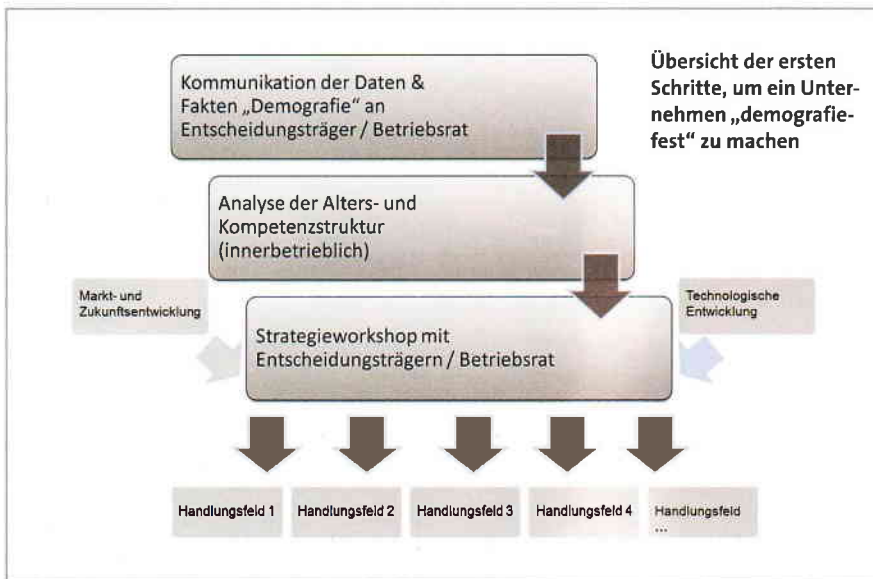 Kommunikation der Daten &
Fakten „Demografie“ an
Entscheidungsträger / Betriebsrat
Übersicht der ersten
Schritte, um ein Unter-
nehmen „demografie-
fest“ zu machen
Analyse der Alters- und
Kompetenzstruktur
(innerbetrieblich)
Markt- und
Zukunftsentwicklung
Technologische
Entwicklung
Strategieworkshop mit
Entscheidungsträgern / Betriebsrat
Handlungsfeld 1
Handlungsfeld 2
Handlungsfeld 3
Handlungsfeld 4
Handlungsfeld
...